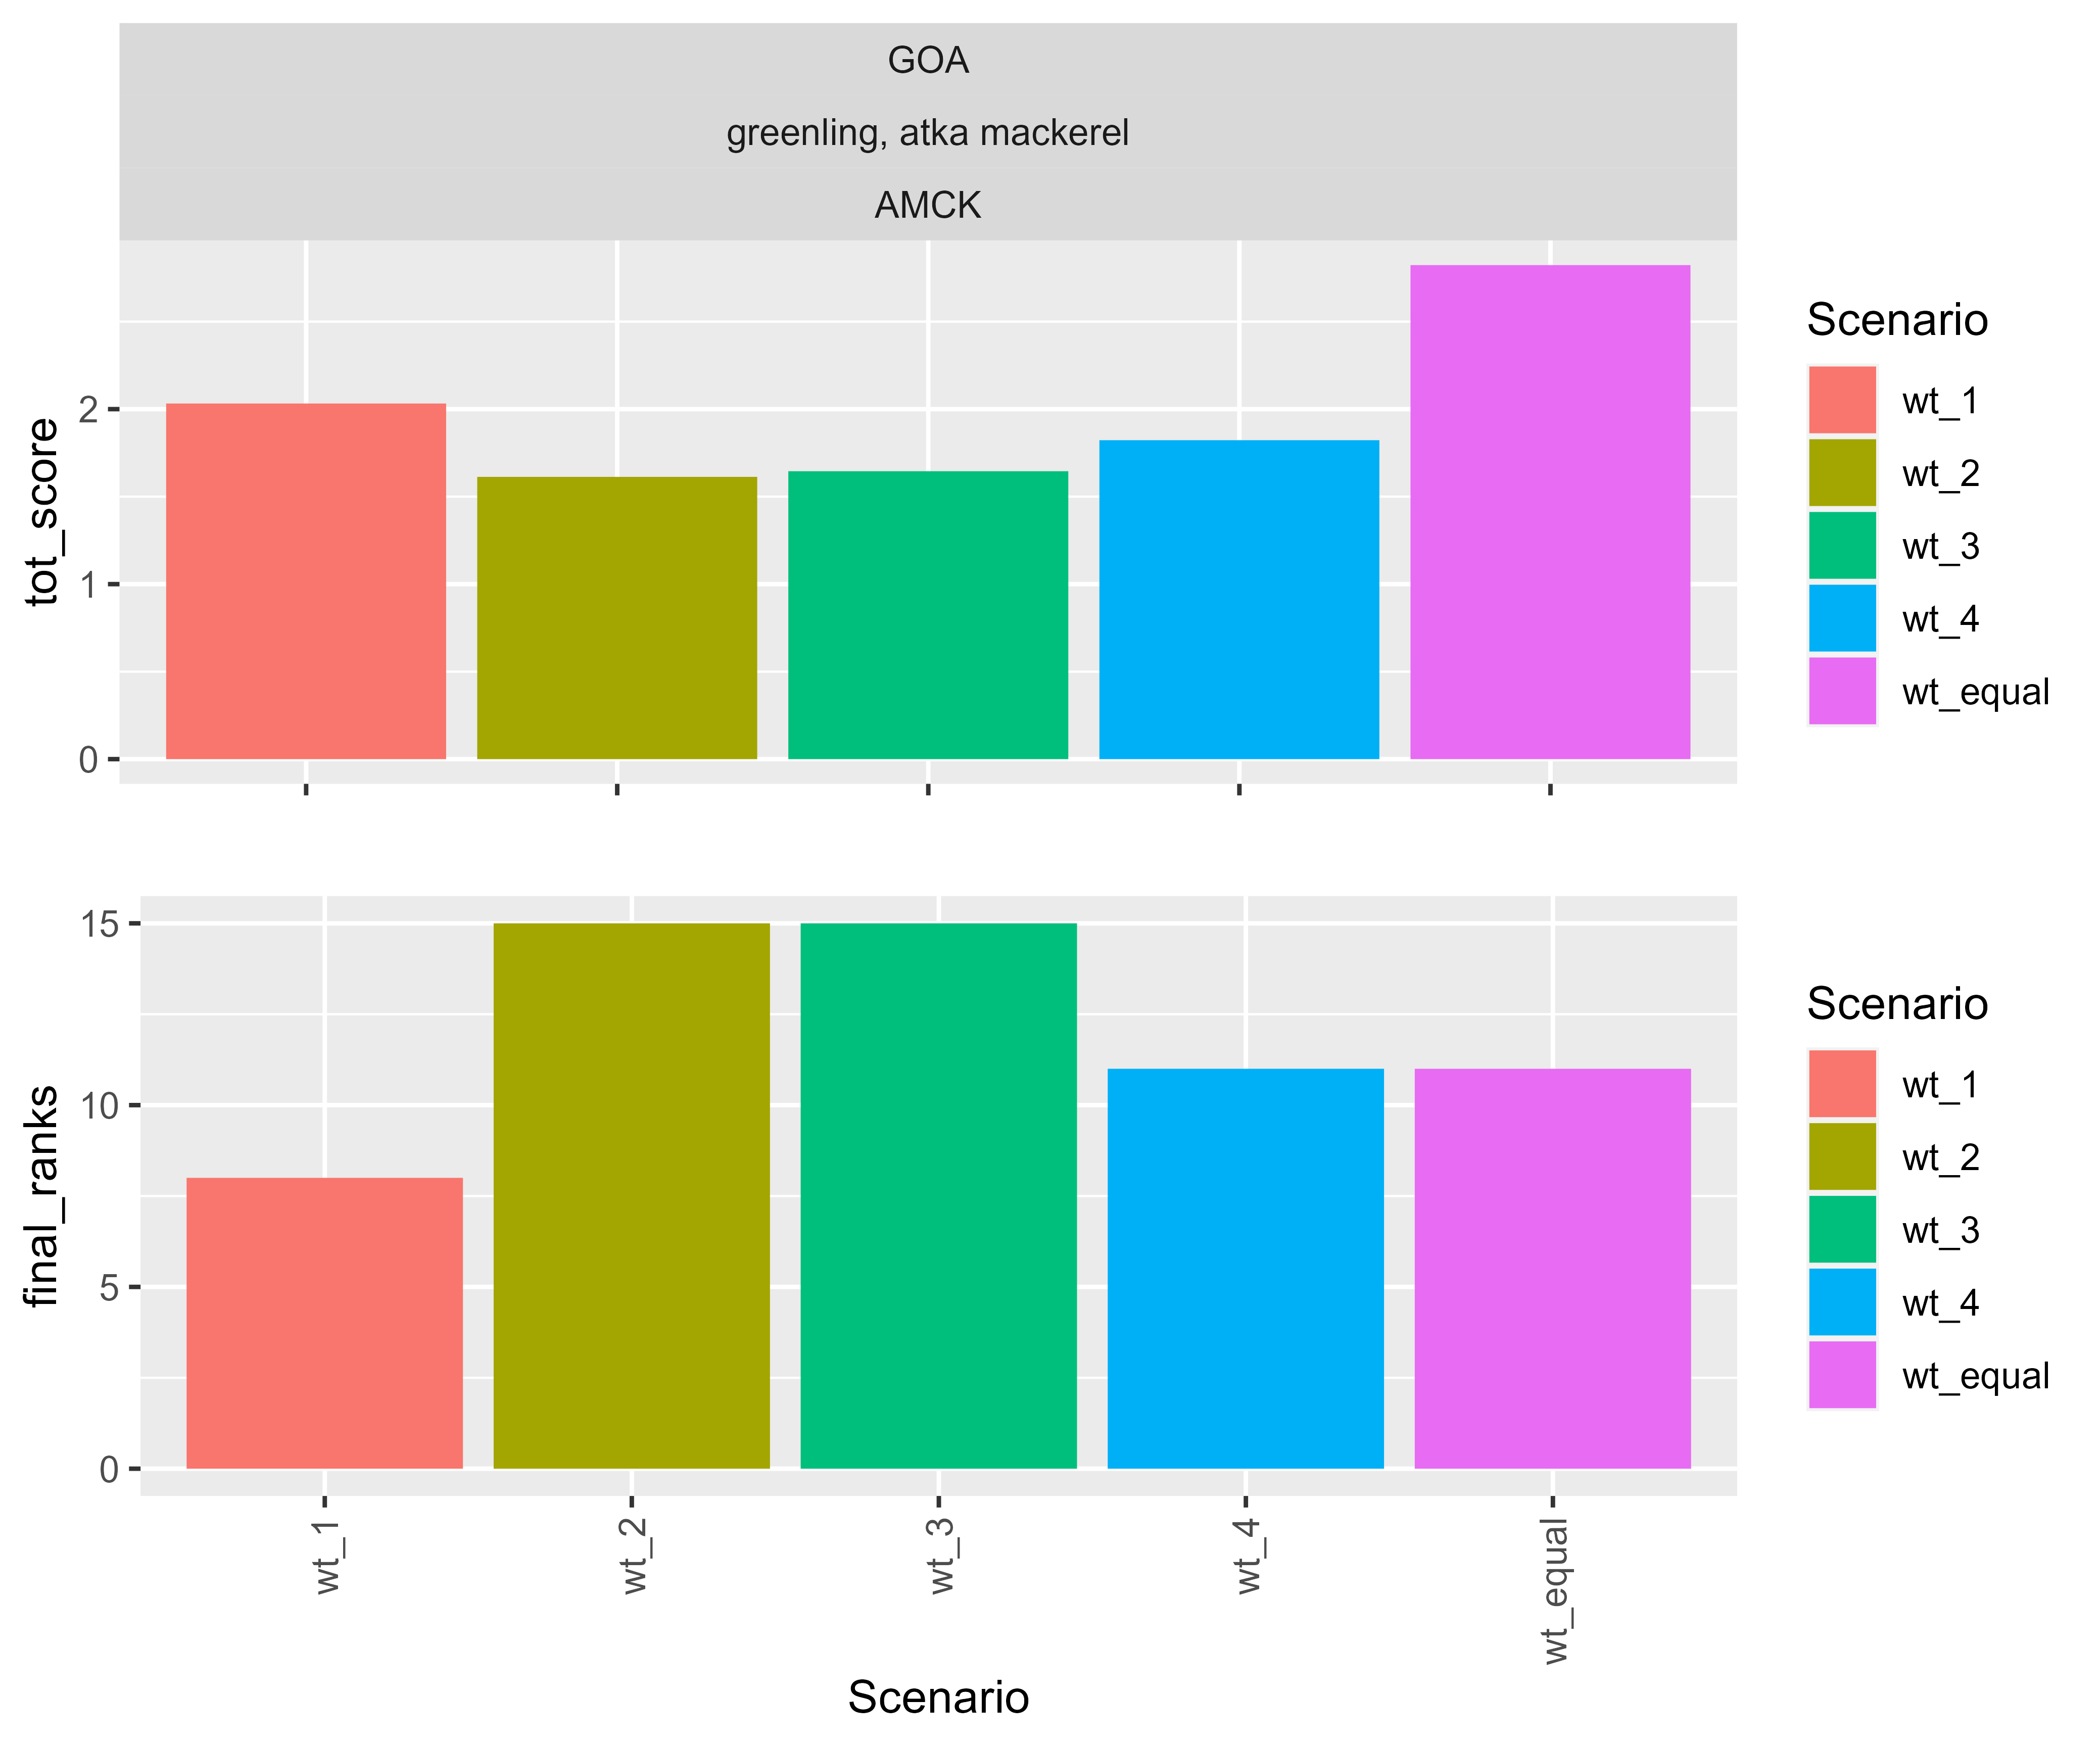 GOA
greenling, atka mackerel
AMCK
tot_score
2
1
0
Scenario
wt_1
wt_2
wt_3
wt_4
wt_equal
final_ranks
15
10
5
0
wt_1
wt_2
wt_3
wt_4
wt_equal
Scenario
Scenario
wt_1
wt_2
wt_3
wt_4
wt_equal